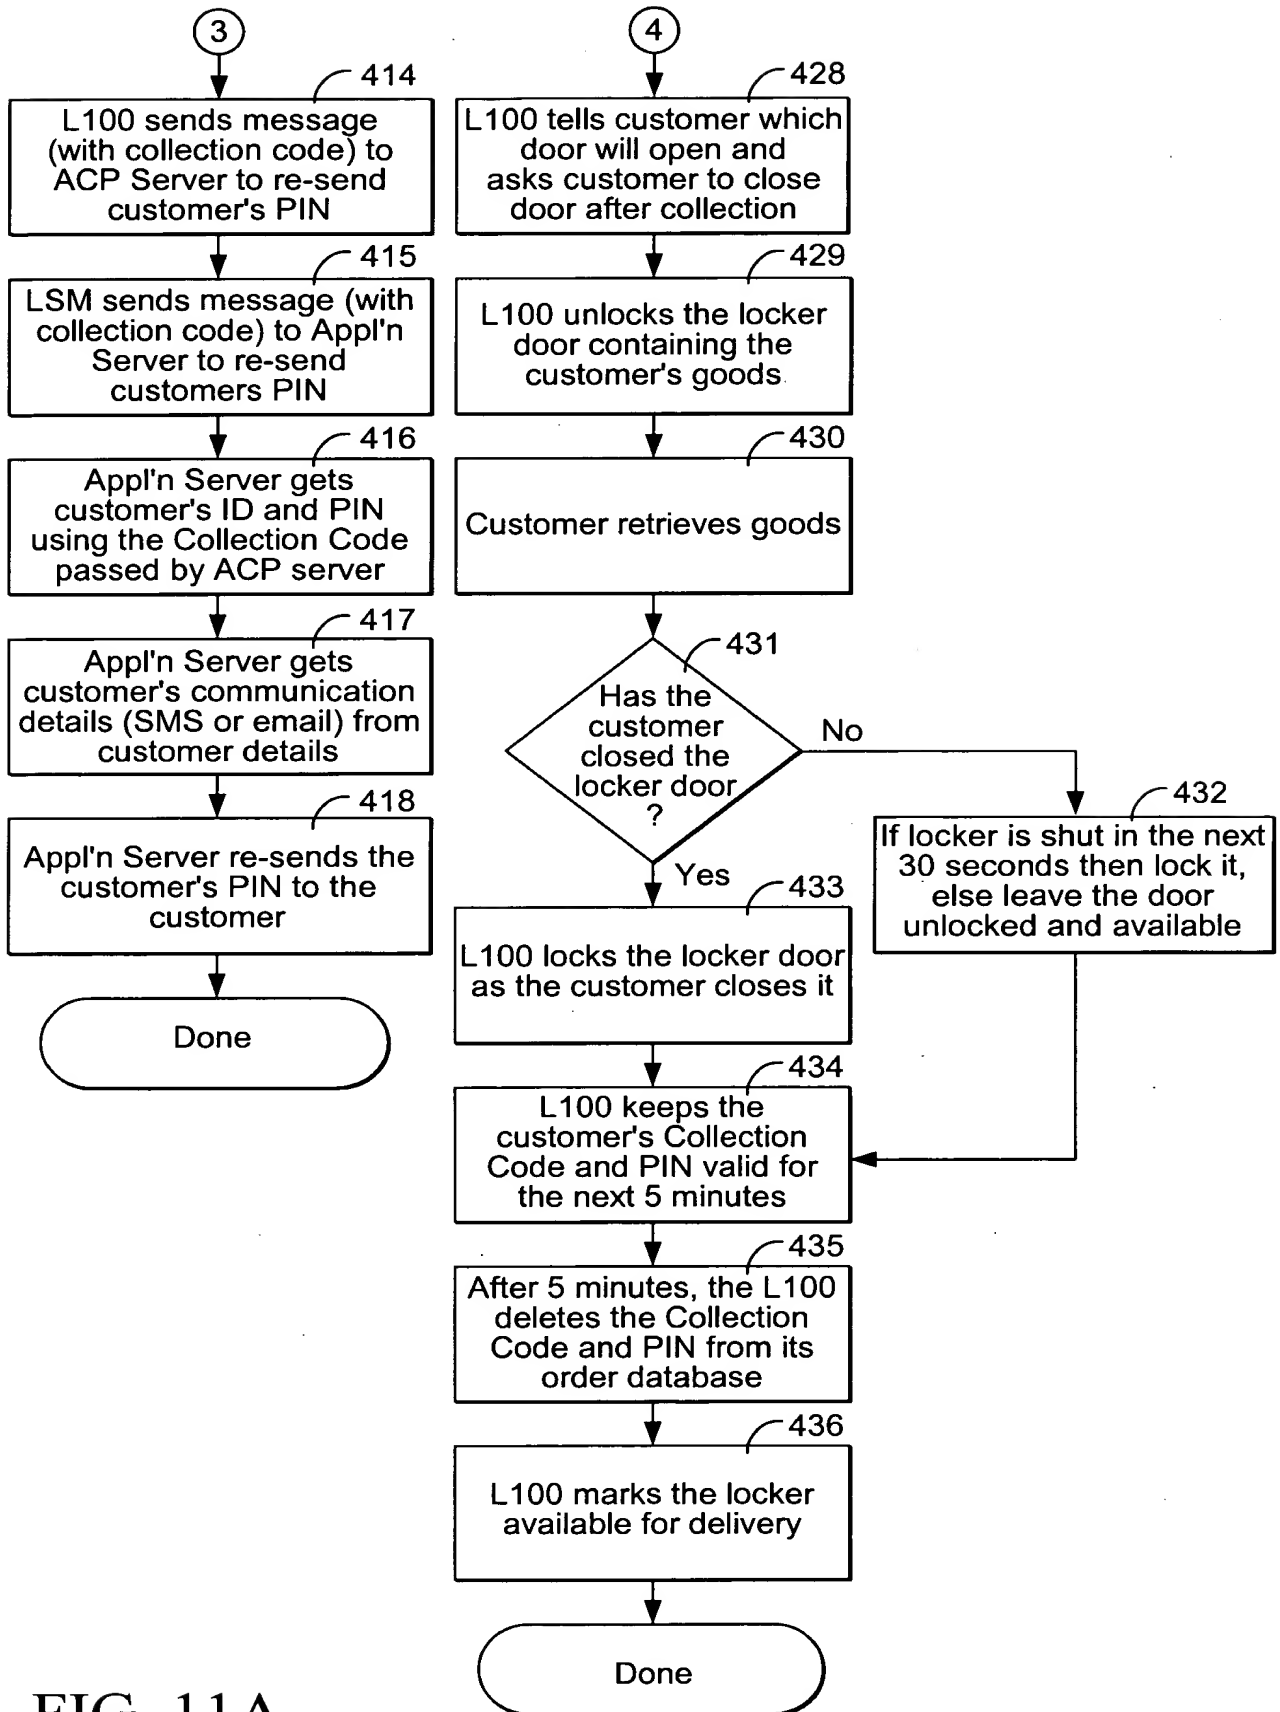 3
414
L100 sends message
(with collection code) to
ACP Server to re-send
customer's PIN
415
LSM sends message (with
collection code) to Appl'n
Server to re-send
customers PIN
416
Appl'n Server gets
customer's ID and PIN
using the Collection Code
passed by ACP server
417
Appl'n Server gets
customer's communication
details (SMS or email) from
customer details
418
Appl'n Server re-sends the
customer's PIN to the
customer
Done
4
428
L100 tells customer which
door will open and
asks customer to close
door after collection
429
L100 unlocks the locker
door containing the
customer's goods
430
Customer retrieves goods
431
Has the
customer
closed the
locker door
?
No
432
If locker is shut in the next
30 seconds then lock it,
else leave the door
unlocked and available
Yes
433
L100 locks the locker door
as the customer closes it
434
L100 keeps the
customer's Collection
Code and PIN valid for
the next 5 minutes
435
After 5 minutes, the L100
deletes the Collection
Code and PIN from its
order database
436
L100 marks the locker
available for delivery
Done
FIG. 11A